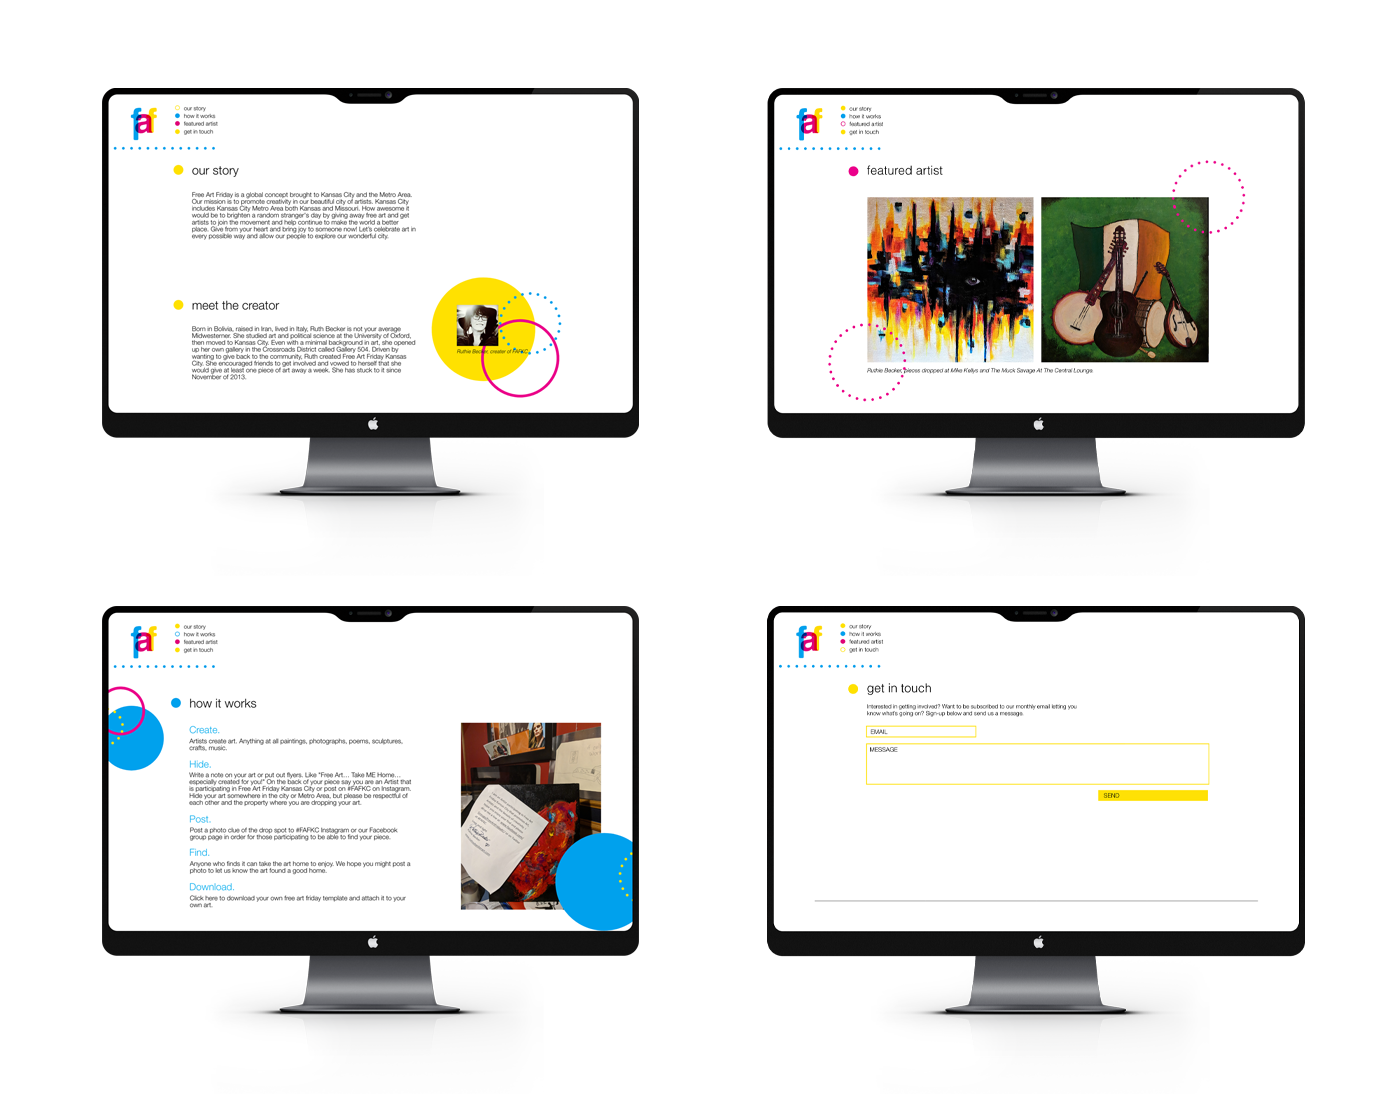 faf
our story
how it works
featured artist
get in touch
our story
Free Art Friday is a global concept brought to Kansas City and the Metro Area.
Our mission is to promote creativity in our beautiful city of artists. Kansas City
includes Kansas City Metro Area both Kansas and Missouri. How awesome it
would be to brighten a random stranger's day by giving away free art and get
artists to join the movement and help continue to make the world a better
place. Give from your heart and bring joy to someone now! Let's celebrate art in
every possible way and allow our people to explore our wonderful city.
meet the creator
Born in Bolivia, raised in Iran, lived in Italy, Ruth Becker is not your average
Midwesterner. She studied art and political science at the University of Oxford,
then moved to Kansas City. Even with a minimal background in art, she opened
up her own gallery in the Crossroads District called Gallery 504. Driven by
wanting to give back to the community, Ruth created Free Art Friday Kansas
City. She encouraged friends to get involved and vowed to herself that she
would give at least one piece of art away a week. She has stuck to it since
November of 2013.
Ruthie Becker, creator of FAFKC
faf
our story
how it works
featured artist
get in touch
featured artist
Ruthie Becker, pieces dropped at Mike Kellys and The Muck Savage At The Central Lounge.
faf
our story
how it works
featured artist
get in touch
how it works
Create.
Artists create art. Anything at all paintings, photographs, poems, sculptures,
crafts, music.
Hide.
Write a note on your art or put out flyers. Like "Free Art... Take ME Home...
especially created for you!" On the back of your piece say you are an Artist that
is participating in Free Art Friday Kansas City or post on #FAFKC on Instagram.
Hide your art somewhere in the city or Metro Area, but please be respectful of
each other and the property where you are dropping your art.
Post.
Post a photo clue of the drop spot to #FAFKC Instagram or our Facebook
group page in order for those participating to be able to find your piece.
Find.
Anyone who finds it can take the art home to enjoy. We hope you might post a
photo to let us know the art found a good home.
Download.
Click here to download your own free art friday template and attach it to your
own art.
faf
our story
how it works
featured artist
get in touch
get in touch
Interested in getting involved? Want to be subscribed to our monthly email letting you
know what's going on? Sign-up below and send us a message.
EMAIL
MESSAGE
SEND